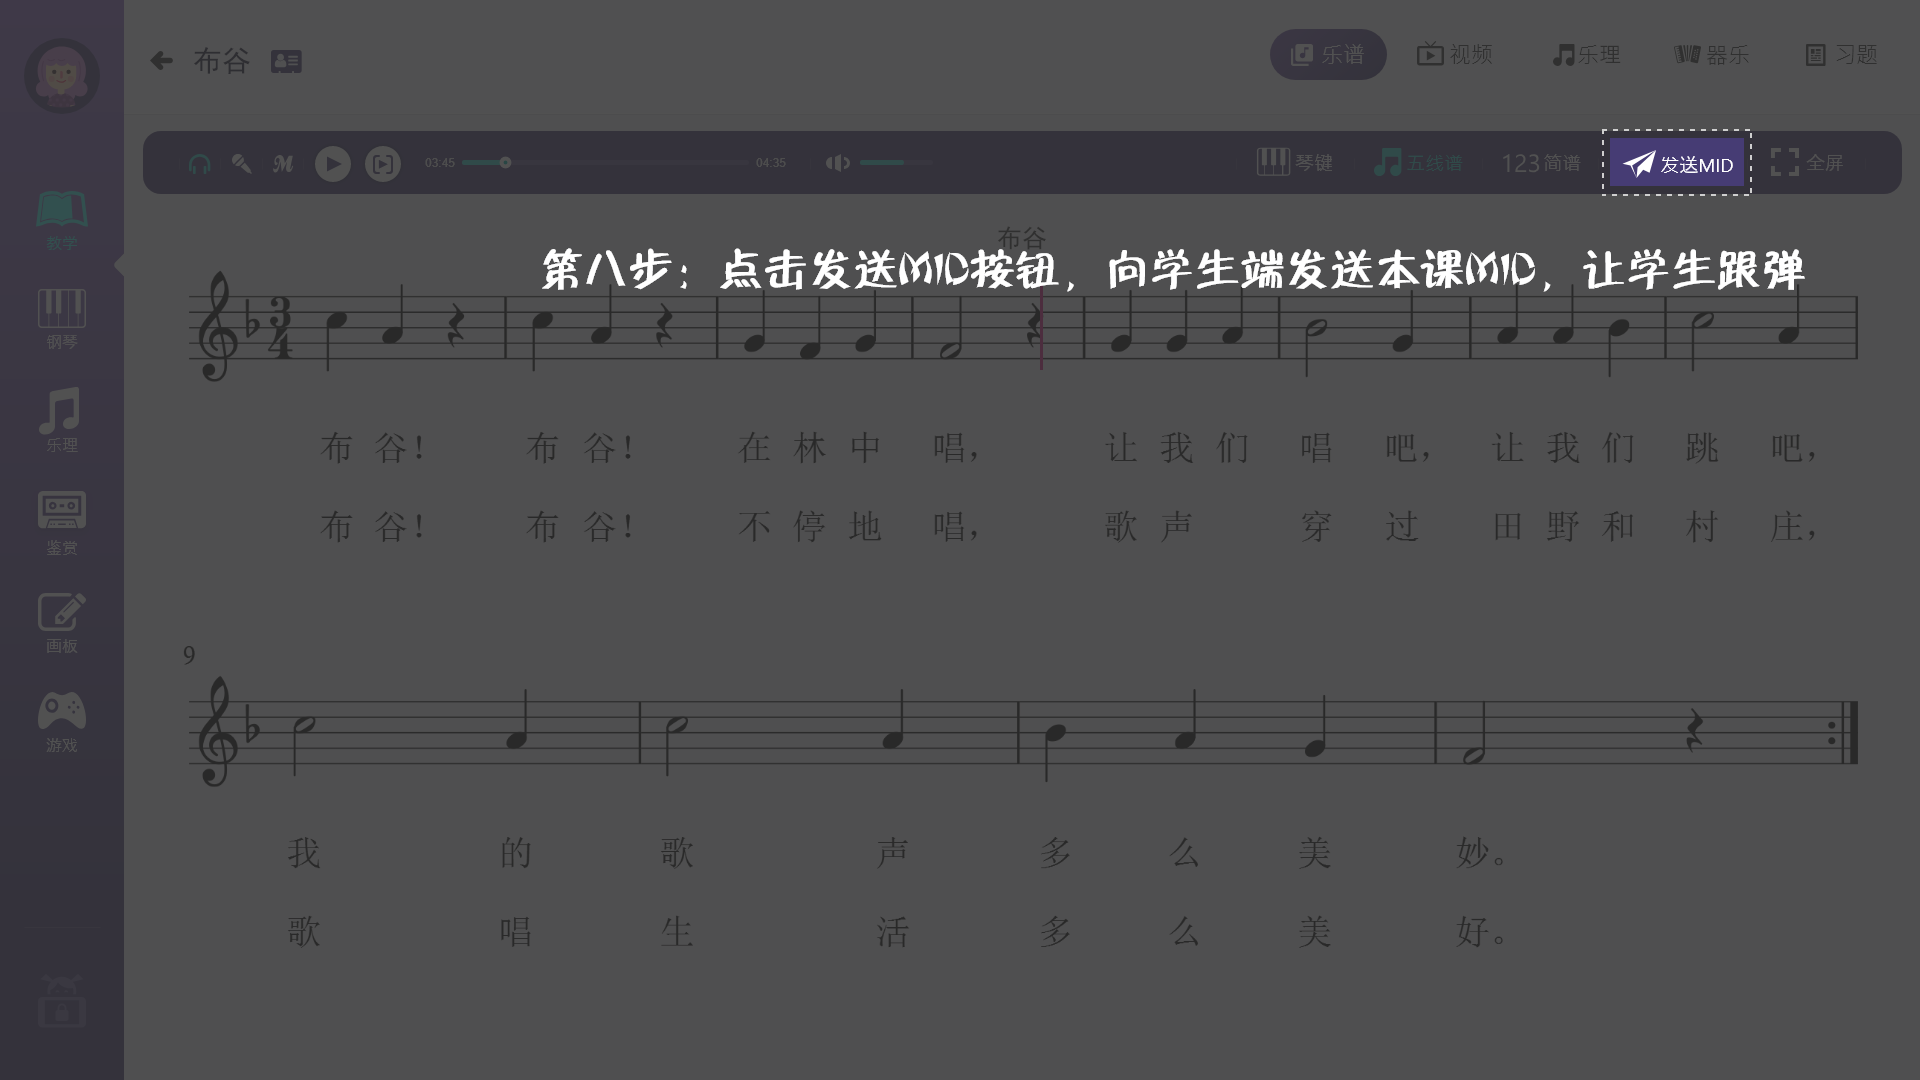 布谷
乐谱
视频
乐理
器乐
习题
03:45
04:35
琴键
五线谱
123 简谱
发送MID
全屏
教学
钢琴
乐理
鉴赏
画板
游戏
布谷
第八步：点击发送MID按钮，向学生端发送本课MID，让学生跟弹
3
4
布 谷！ 布 谷！ 在 林 中 唱， 让 我 们 唱 吧， 让 我 们 跳 吧，
布 谷！ 布 谷！ 不 停 地 唱， 歌 声 穿 过 田 野 和 村 庄，
9
我 的 歌 声 多 么 美 妙。
歌 唱 生 活 多 么 美 好。